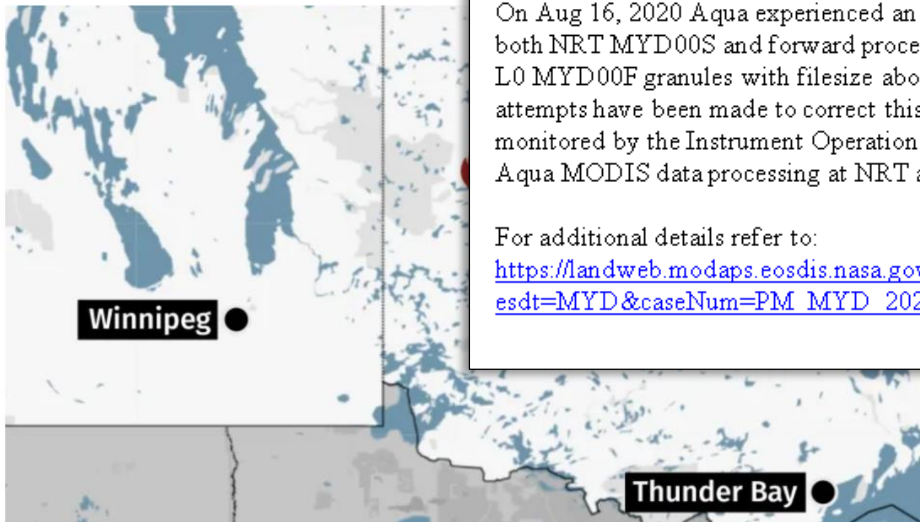 On Aug 16, 2020 Aqua experienced an
both NRT MYD00S and forward proce
L0 MYD00F granules with filesize abo
attempts have been made to correct this
monitored by the Instrument Operation
Aqua MODIS data processing at NRT a
For additional details refer to:
https://landweb.modaps.eosdis.nasa.gov
esdt=MYD&caseNum=PM_MYD_202
Winnipeg
Thunder Bay